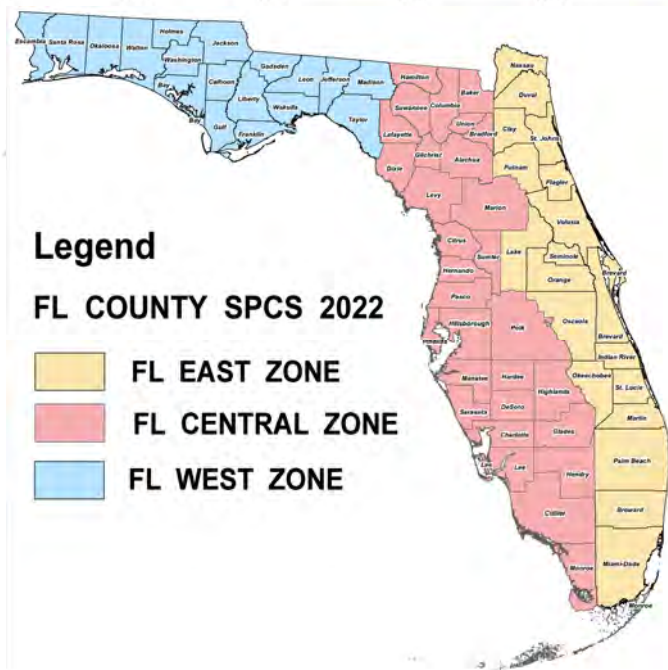 Holmes
Jackson
Escambia Santa Rosa Okaloosa Walton
Washington
Gadsden
Hamilton
Nassau
Bay Calhoun Leon Jefferson Madison
Baker Duval
Liberty Suwannee Columbia
Wakulla
Bay
Union Clay
Gulf Taylor Bradford St. Johns
Franklin Lafayette
Gilchrist Alachua Putnam
Dixie
Flagler
Levy Marion
Volusia
Legend
Citrus
Sumter Lake Seminole
Hernando Orange Brevard
FL COUNTY SPCS 2022
Pasco
Hillsborough Polk Osceola
Brevard
Indian River
FL EAST ZONE
Manatee Hardee Okeechobee
Highlands St. Lucie
FL CENTRAL ZONE
Sarasota DeSoto Martin
Charlotte Glades
Lee Lee Palm Beach
FL WEST ZONE
Hendry
Collier Broward
Monroe Miami-Dade
Monroe